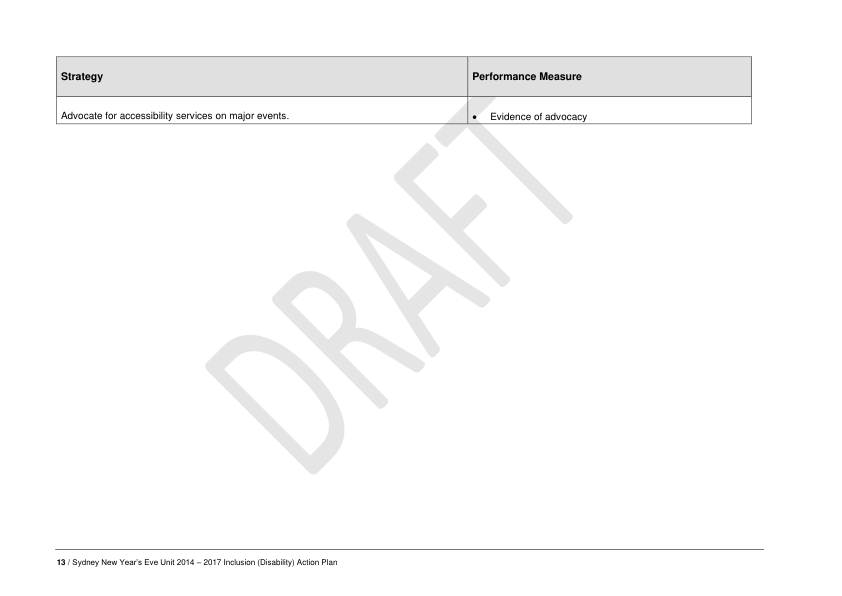 Strategy
Performance Measure
Advocate for accessibility services on major events.
• Evidence of advocacy
DRAFT
13 / Sydney New Year's Eve Unit 2014 – 2017 Inclusion (Disability) Action Plan